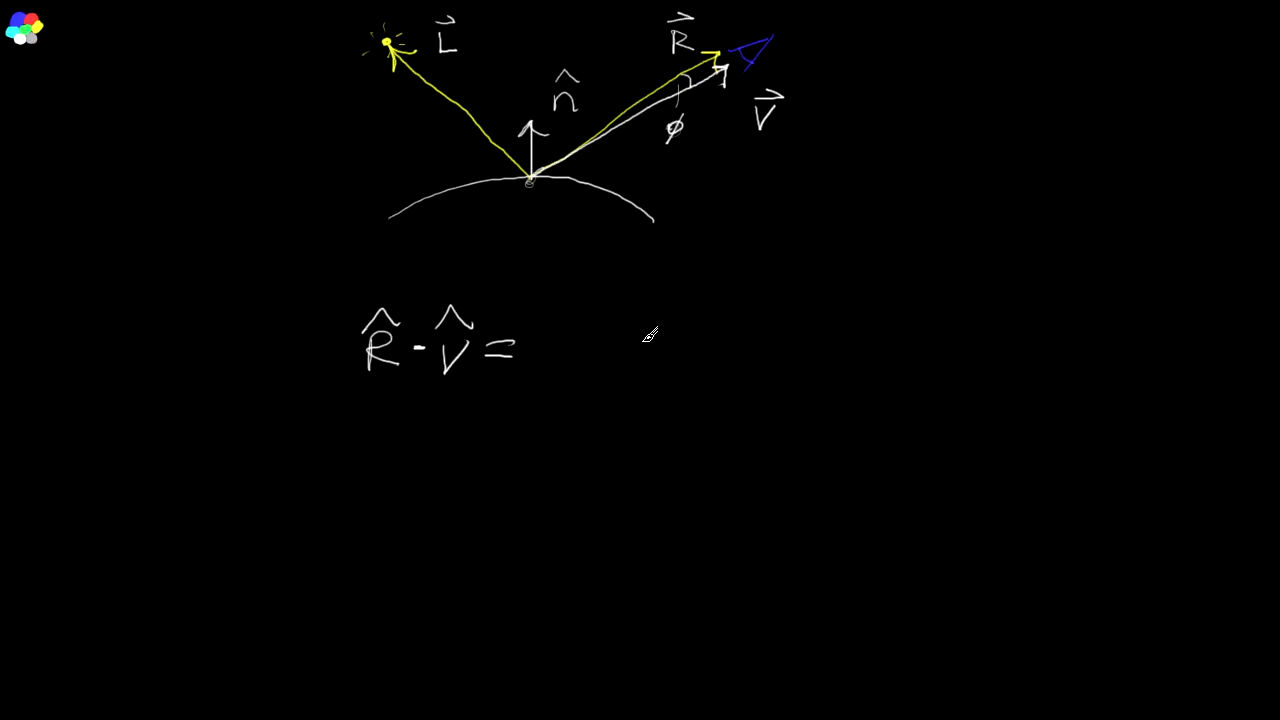 L⃗
R⃗
n̂
V⃗
ϕ
R̂ · V̂ =